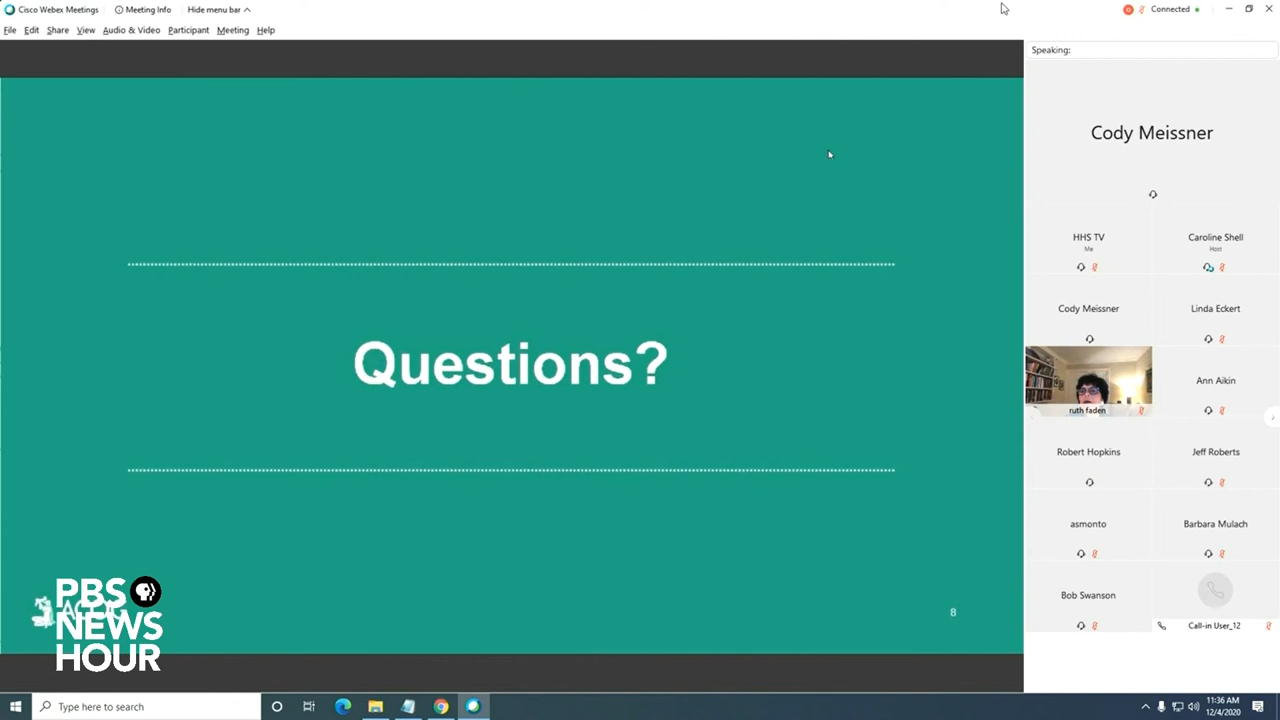 Cisco Webex Meetings
Meeting Info
Hide menu bar
Connected
File Edit Share View Audio & Video Participant Meeting Help
Speaking:
Cody Meissner
HHS TV
Me
Caroline Shell
Host
Cody Meissner
Linda Eckert
ruth faden
Ann Aikin
Robert Hopkins
Jeff Roberts
asmonto
Barbara Mulach
Bob Swanson
Call-in User_12
Questions?
8
PBS
NEWS
HOUR
Type here to search
11:36 AM
12/4/2020